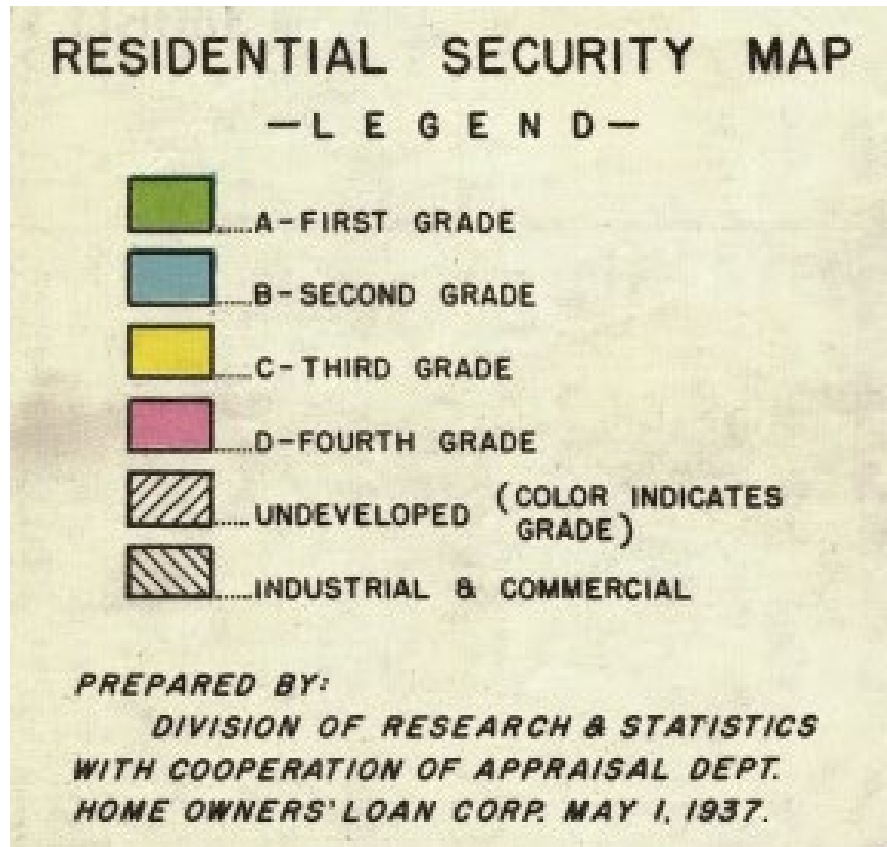 RESIDENTIAL SECURITY MAP
—LEGEND—
.....A-FIRST GRADE
.....B-SECOND GRADE
.....C-THIRD GRADE
.....D-FOURTH GRADE
.....UNDEVELOPED (COLOR INDICATES GRADE)
.....INDUSTRIAL & COMMERCIAL
PREPARED BY:
DIVISION OF RESEARCH & STATISTICS
WITH COOPERATION OF APPRAISAL DEPT.
HOME OWNERS' LOAN CORP. MAY 1, 1937.